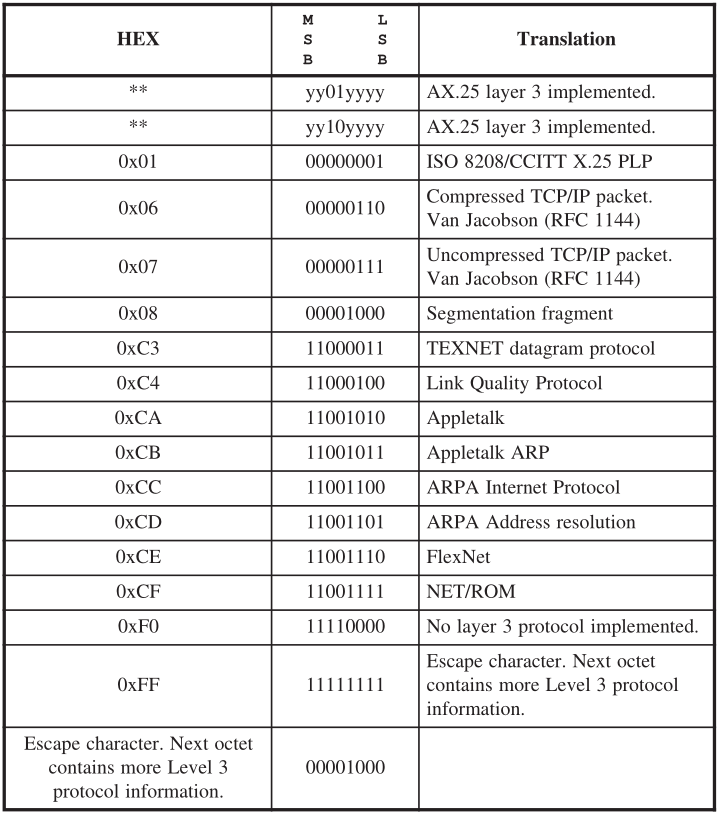 HEX M L Translation
S S
B B
** yy01yyyy AX.25 layer 3 implemented.
** yy10yyyy AX.25 layer 3 implemented.
0x01 00000001 ISO 8208/CCITT X.25 PLP
0x06 00000110 Compressed TCP/IP packet.
Van Jacobson (RFC 1144)
0x07 00000111 Uncompressed TCP/IP packet.
Van Jacobson (RFC 1144)
0x08 00001000 Segmentation fragment
0xC3 11000011 TEXNET datagram protocol
0xC4 11000100 Link Quality Protocol
0xCA 11001010 Appletalk
0xCB 11001011 Appletalk ARP
0xCC 11001100 ARPA Internet Protocol
0xCD 11001101 ARPA Address resolution
0xCE 11001110 FlexNet
0xCF 11001111 NET/ROM
0xF0 11110000 No layer 3 protocol implemented.
0xFF 11111111 Escape character. Next octet
contains more Level 3 protocol
information.
Escape character. Next octet
contains more Level 3 00001000
protocol information.